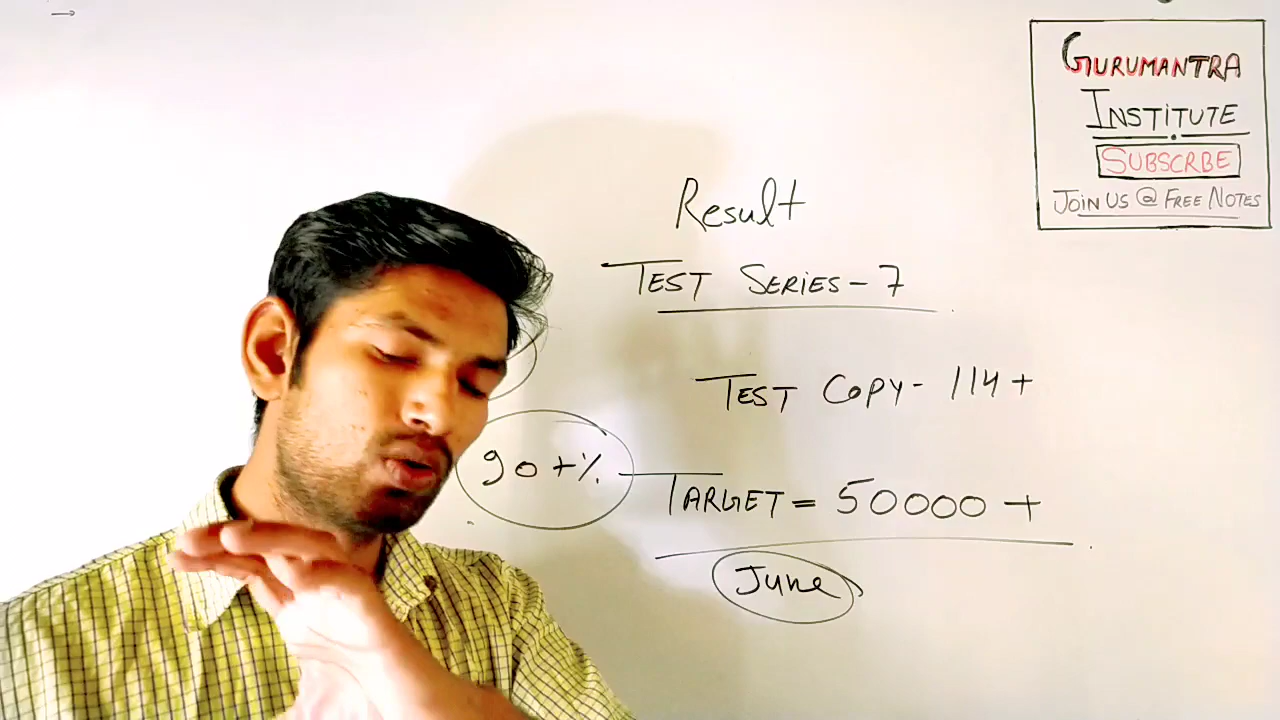 Result
TEST SERIES - 7
TEST COPY - 114+
90+%
TARGET = 50000 +
June
GURUMANTRA
INSTITUTE
SUBSCRBE
JOIN US @ FREE NOTES